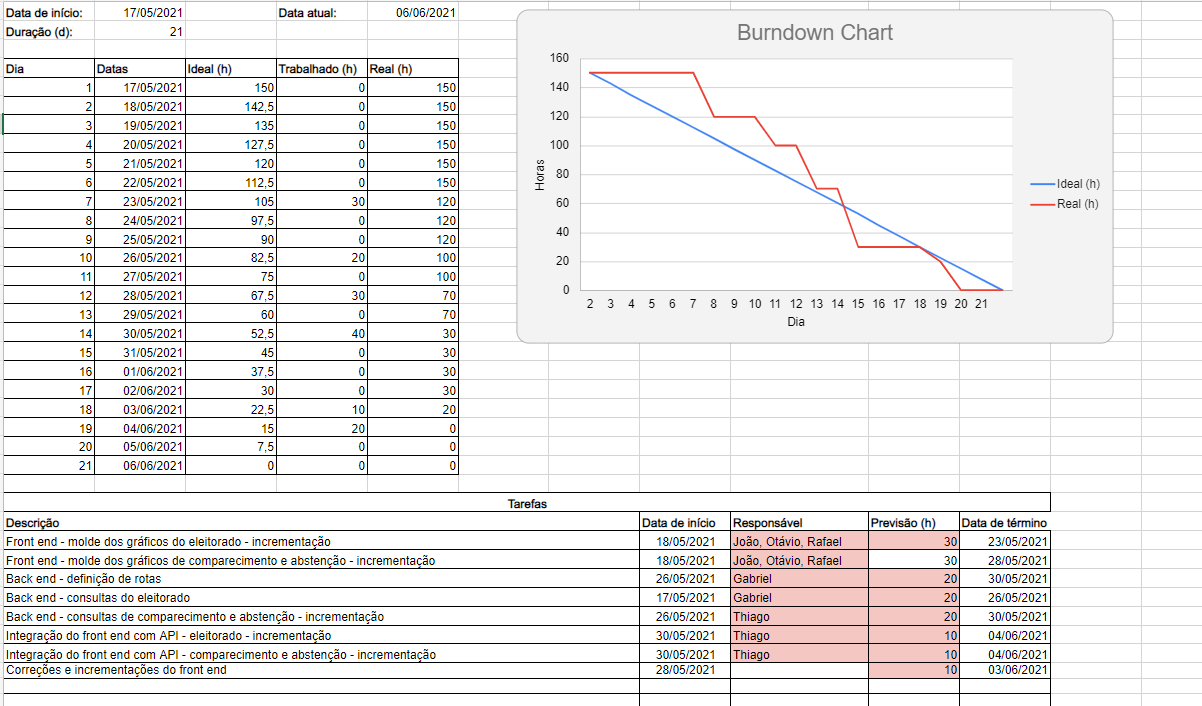 Data de início: 17/05/2021 Data atual: 06/06/2021
Duração (d): 21
Dia Datas Ideal (h) Trabalhado (h) Real (h)
1 17/05/2021 150 0 150
2 18/05/2021 142,5 0 150
3 19/05/2021 135 0 150
4 20/05/2021 127,5 0 150
5 21/05/2021 120 0 150
6 22/05/2021 112,5 0 150
7 23/05/2021 105 30 120
8 24/05/2021 97,5 0 120
9 25/05/2021 90 0 120
10 26/05/2021 82,5 20 100
11 27/05/2021 75 0 100
12 28/05/2021 67,5 30 70
13 29/05/2021 60 0 70
14 30/05/2021 52,5 40 30
15 31/05/2021 45 0 30
16 01/06/2021 37,5 0 30
17 02/06/2021 30 0 30
18 03/06/2021 22,5 10 20
19 04/06/2021 15 20 0
20 05/06/2021 7,5 0 0
21 06/06/2021 0 0 0
Burndown Chart
160
140
120
100
80
60
40
20
0
Horas
2 3 4 5 6 7 8 9 10 11 12 13 14 15 16 17 18 19 20 21
Dia
Ideal (h)
Real (h)
Tarefas
Descrição Data de início Responsável Previsão (h) Data de término
Front end - molde dos gráficos do eleitorado - incrementação 18/05/2021 João, Otávio, Rafael 30 23/05/2021
Front end - molde dos gráficos de comparecimento e abstenção - incrementação 18/05/2021 João, Otávio, Rafael 30 28/05/2021
Back end - definição de rotas 26/05/2021 Gabriel 20 30/05/2021
Back end - consultas do eleitorado 17/05/2021 Gabriel 20 26/05/2021
Back end - consultas de comparecimento e abstenção - incrementação 26/05/2021 Thiago 20 30/05/2021
Integração do front end com API - eleitorado - incrementação 30/05/2021 Thiago 10 04/06/2021
Integração do front end com API - comparecimento e abstenção - incrementação 30/05/2021 Thiago 10 04/06/2021
Correções e incrementações do front end 28/05/2021 10 03/06/2021